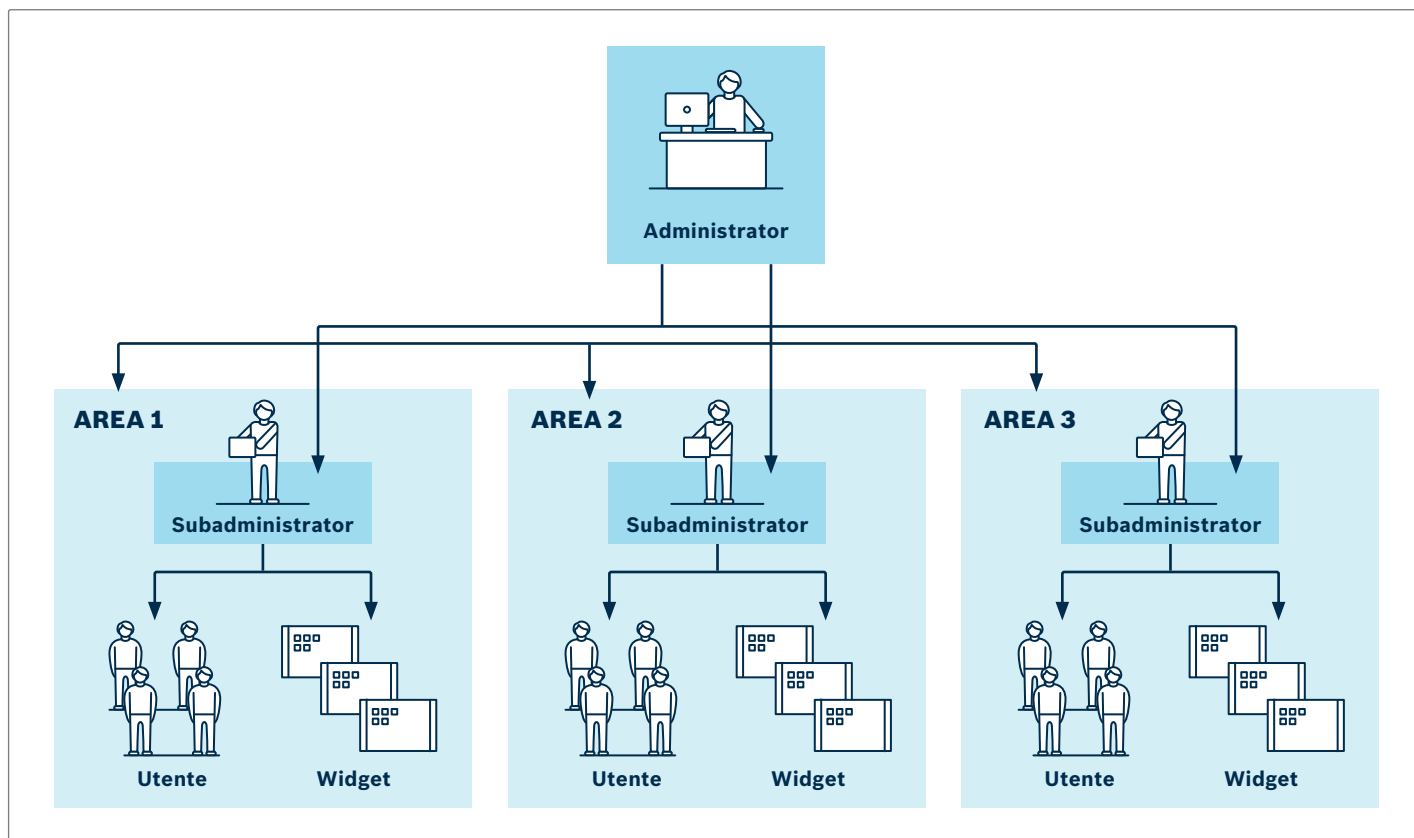 Administrator
AREA 1
AREA 2
AREA 3
Subadministrator
Subadministrator
Subadministrator
Utente
Widget
Utente
Widget
Utente
Widget